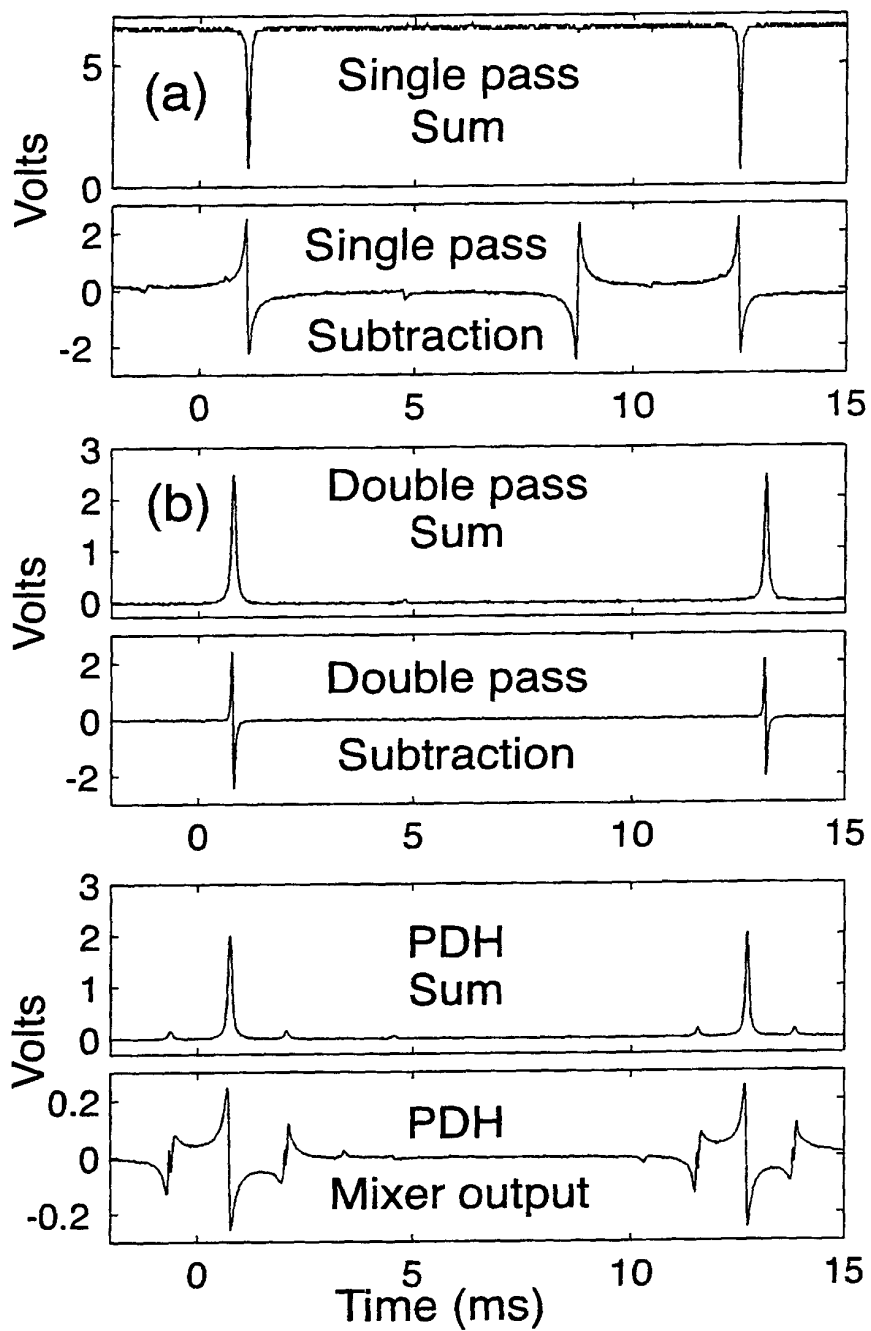 (a)
Single pass
Sum
5
0
Volts
Single pass
Subtraction
2
0
-2
0 5 10 15
(b)
Double pass
Sum
3
2
1
0
Volts
Double pass
Subtraction
2
0
-2
0 5 10 15
PDH
Sum
3
2
1
0
Volts
PDH
Mixer output
0.2
0
-0.2
0 5 10 15
Time (ms)